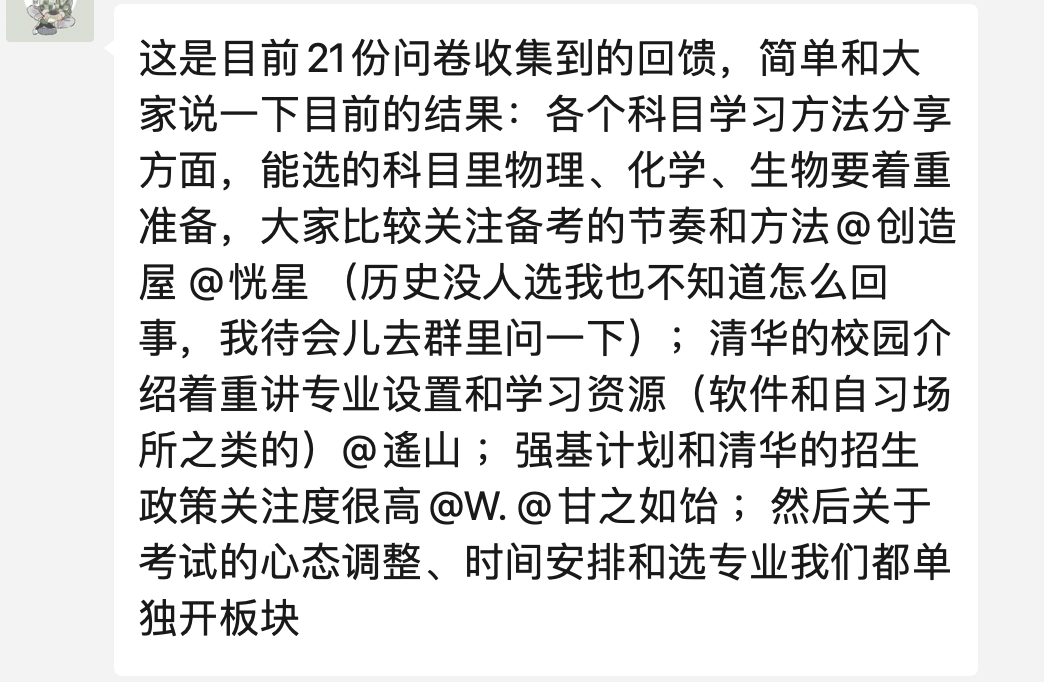 这是目前21份问卷收集到的回馈，简单和大
家说一下目前的结果：各个科目学习方法分享
方面，能选的科目里物理、化学、生物要着重
准备，大家比较关注备考的节奏和方法@创造
屋 @恍星 （历史没人选我也不知道怎么回
事，我待会儿去群里问一下）；清华的校园介
绍着重讲专业设置和学习资源（软件和自习场
所之类的）@遙山 ；强基计划和清华的招生
政策关注度很高@W. @甘之如饴 ；然后关于
考试的心态调整、时间安排和选专业我们都单
独开板块